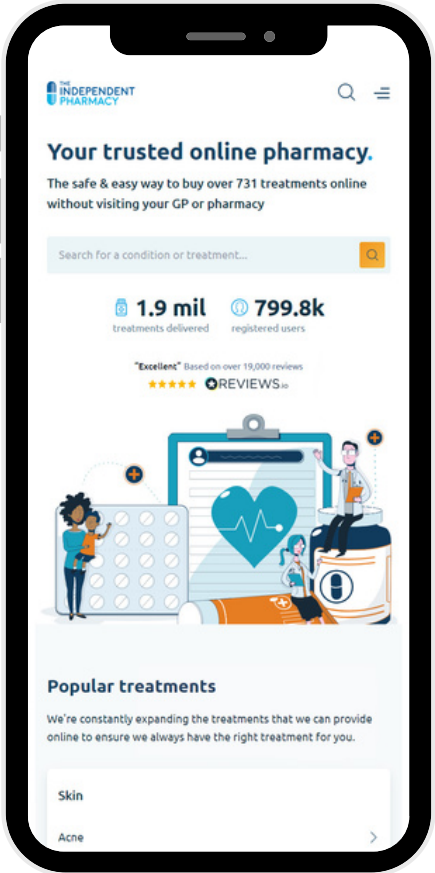 THE
INDEPENDENT
PHARMACY
Your trusted online pharmacy.
The safe & easy way to buy over 731 treatments online
without visiting your GP or pharmacy
Search for a condition or treatment...
1.9 mil 799.8k
treatments delivered registered users
"Excellent" Based on over 19,000 reviews
REVIEWS.io
Popular treatments
We're constantly expanding the treatments that we can provide
online to ensure we always have the right treatment for you.
Skin
Acne